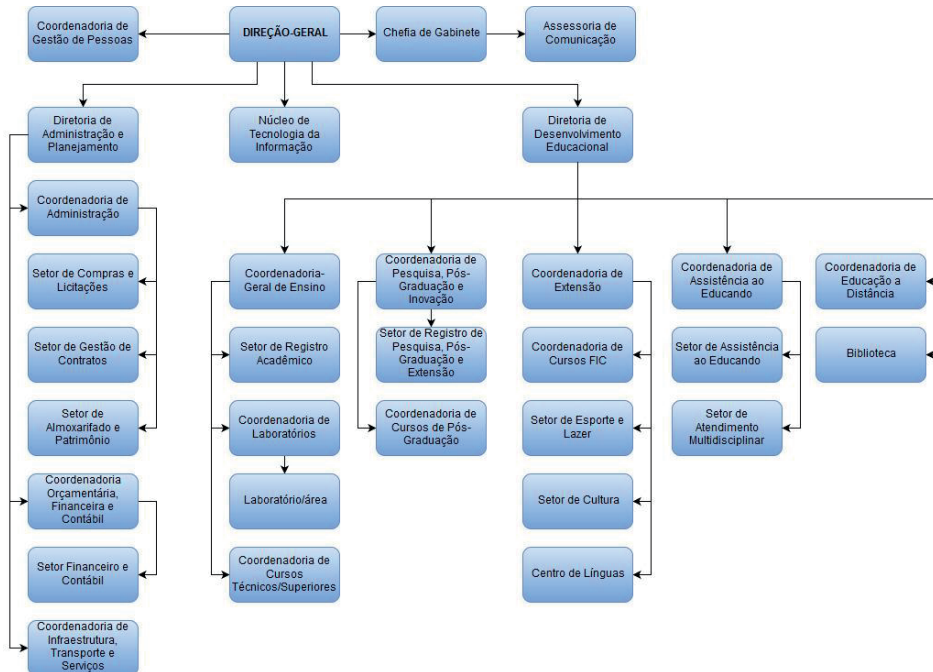 Coordenadoria de
Gestão de Pessoas
DIREÇÃO-GERAL
Chefia de Gabinete
Assessoria de
Comunicação
Diretoria de
Administração e
Planejamento
Núcleo de
Tecnologia da
Informação
Diretoria de
Desenvolvimento
Educacional
Coordenadoria de
Administração
Setor de Compras e
Licitações
Setor de Gestão de
Contratos
Setor de
Almoxarifado e
Patrimônio
Coordenadoria
Orçamentária,
Financeira e
Contábil
Setor Financeiro e
Contábil
Coordenadoria de
Infraestrutura,
Transporte e
Serviços
Coordenadoria-
Geral de Ensino
Setor de Registro
Acadêmico
Coordenadoria de
Laboratórios
Laboratório/área
Coordenadoria de
Cursos
Técnicos/Superiores
Coordenadoria de
Pesquisa, Pós-
Graduação e
Inovação
Setor de Registro de
Pesquisa, Pós-
Graduação e
Extensão
Coordenadoria de
Cursos de Pós-
Graduação
Coordenadoria de
Extensão
Coordenadoria de
Cursos FIC
Setor de Esporte e
Lazer
Setor de Cultura
Centro de Línguas
Coordenadoria de
Assistência ao
Educando
Setor de Assistência
ao Educando
Setor de
Atendimento
Multidisciplinar
Coordenadoria de
Educação a
Distância
Biblioteca